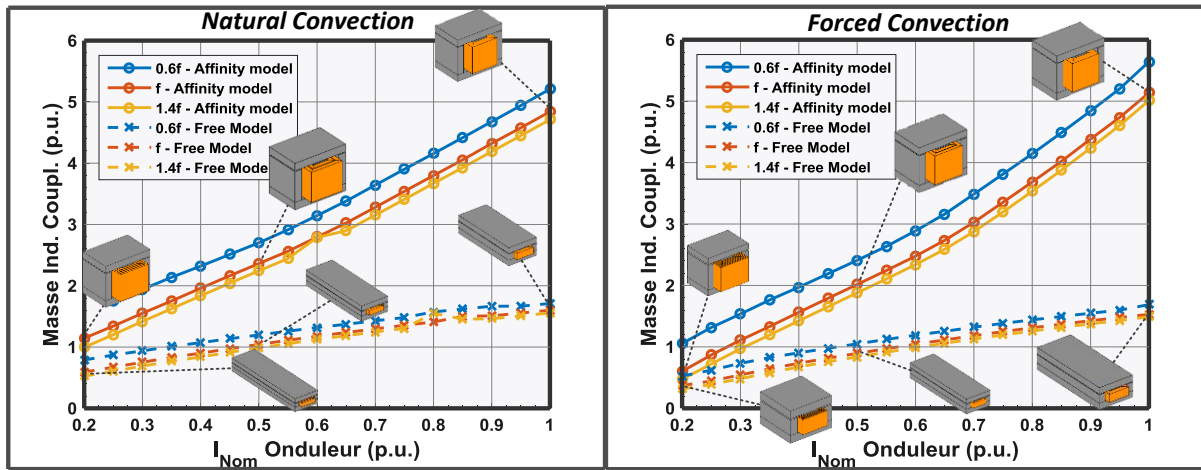 Natural Convection
6
5
4
3
2
1
0
Masse Ind. Coupl. (p.u.)
0.6f - Affinity model
f - Affinity model
1.4f - Affinity model
0.6f - Free Model
f - Free Model
1.4f - Free Model
0.2 0.3 0.4 0.5 0.6 0.7 0.8 0.9 1
I_Nom Onduleur (p.u.)
Forced Convection
6
5
4
3
2
1
0
Masse Ind. Coupl. (p.u.)
0.6f - Affinity model
f - Affinity model
1.4f - Affinity model
0.6f - Free Model
f - Free Model
1.4f - Free Model
0.2 0.3 0.4 0.5 0.6 0.7 0.8 0.9 1
I_Nom Onduleur (p.u.)